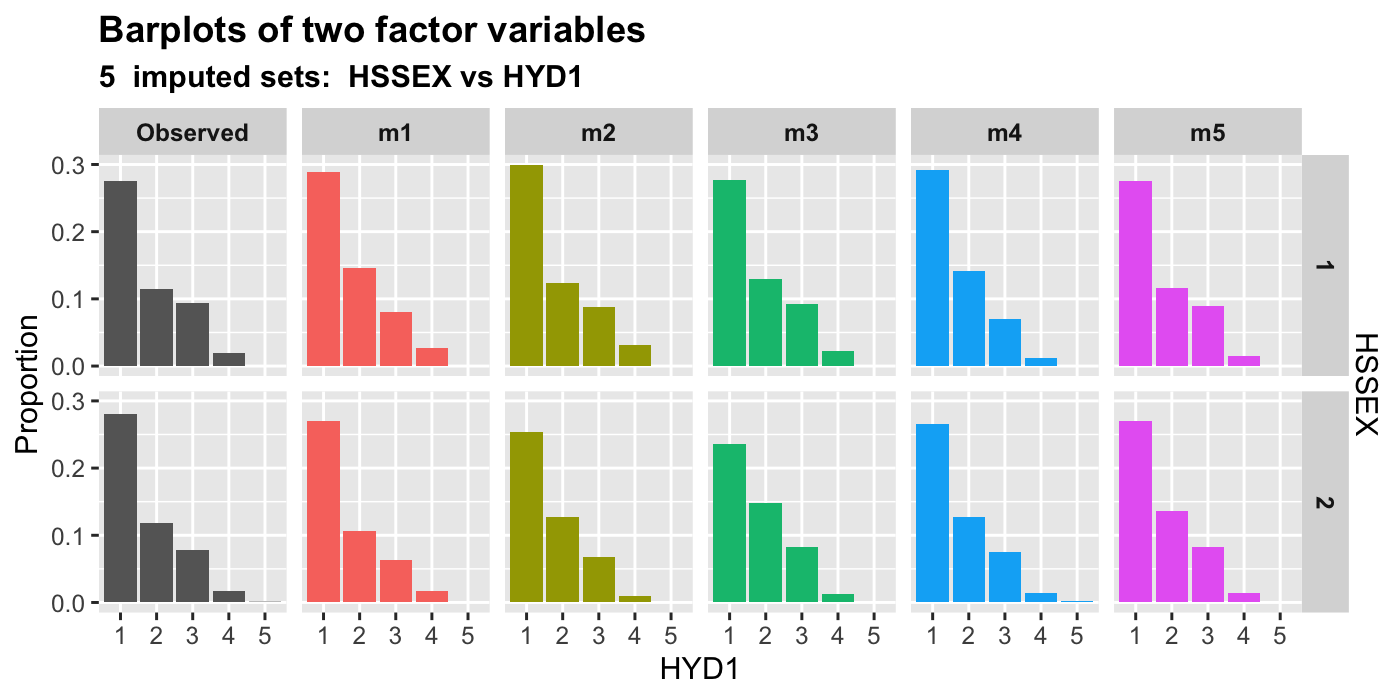 Barplots of two factor variables
5  imputed sets:  HSSEX vs HYD1
Observed m1 m2 m3 m4 m5
0.3
0.2
0.1
0.0
1
Proportion
HSSEX
0.3
0.2
0.1
0.0
2
1 2 3 4 5 1 2 3 4 5 1 2 3 4 5 1 2 3 4 5 1 2 3 4 5 1 2 3 4 5
HYD1